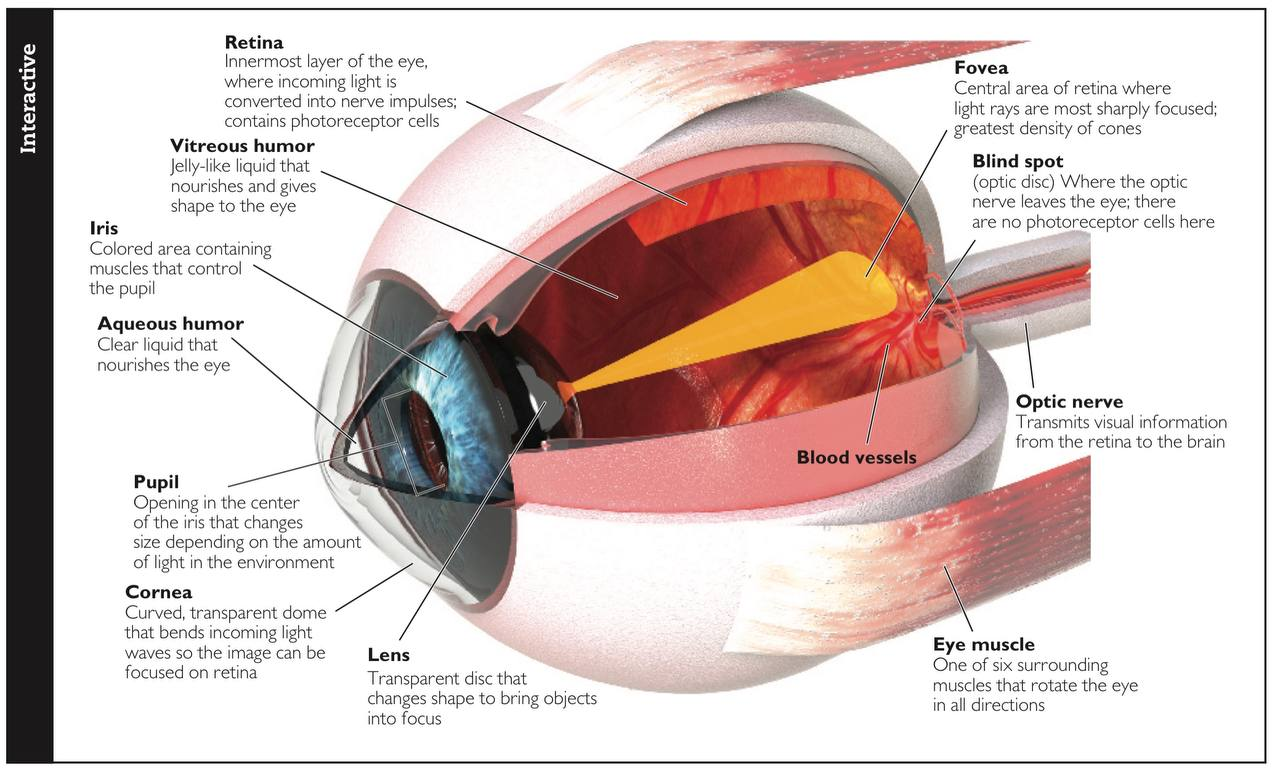 Interactive
Retina
Innermost layer of the eye,
where incoming light is
converted into nerve impulses;
contains photoreceptor cells
Vitreous humor
Jelly-like liquid that
nourishes and gives
shape to the eye
Iris
Colored area containing
muscles that control
the pupil
Aqueous humor
Clear liquid that
nourishes the eye
Pupil
Opening in the center
of the iris that changes
size depending on the amount
of light in the environment
Cornea
Curved, transparent dome
that bends incoming light
waves so the image can be
focused on retina
Lens
Transparent disc that
changes shape to bring objects
into focus
Fovea
Central area of retina where
light rays are most sharply focused;
greatest density of cones
Blind spot
(optic disc) Where the optic
nerve leaves the eye; there
are no photoreceptor cells here
Optic nerve
Transmits visual information
from the retina to the brain
Blood vessels
Eye muscle
One of six surrounding
muscles that rotate the eye
in all directions